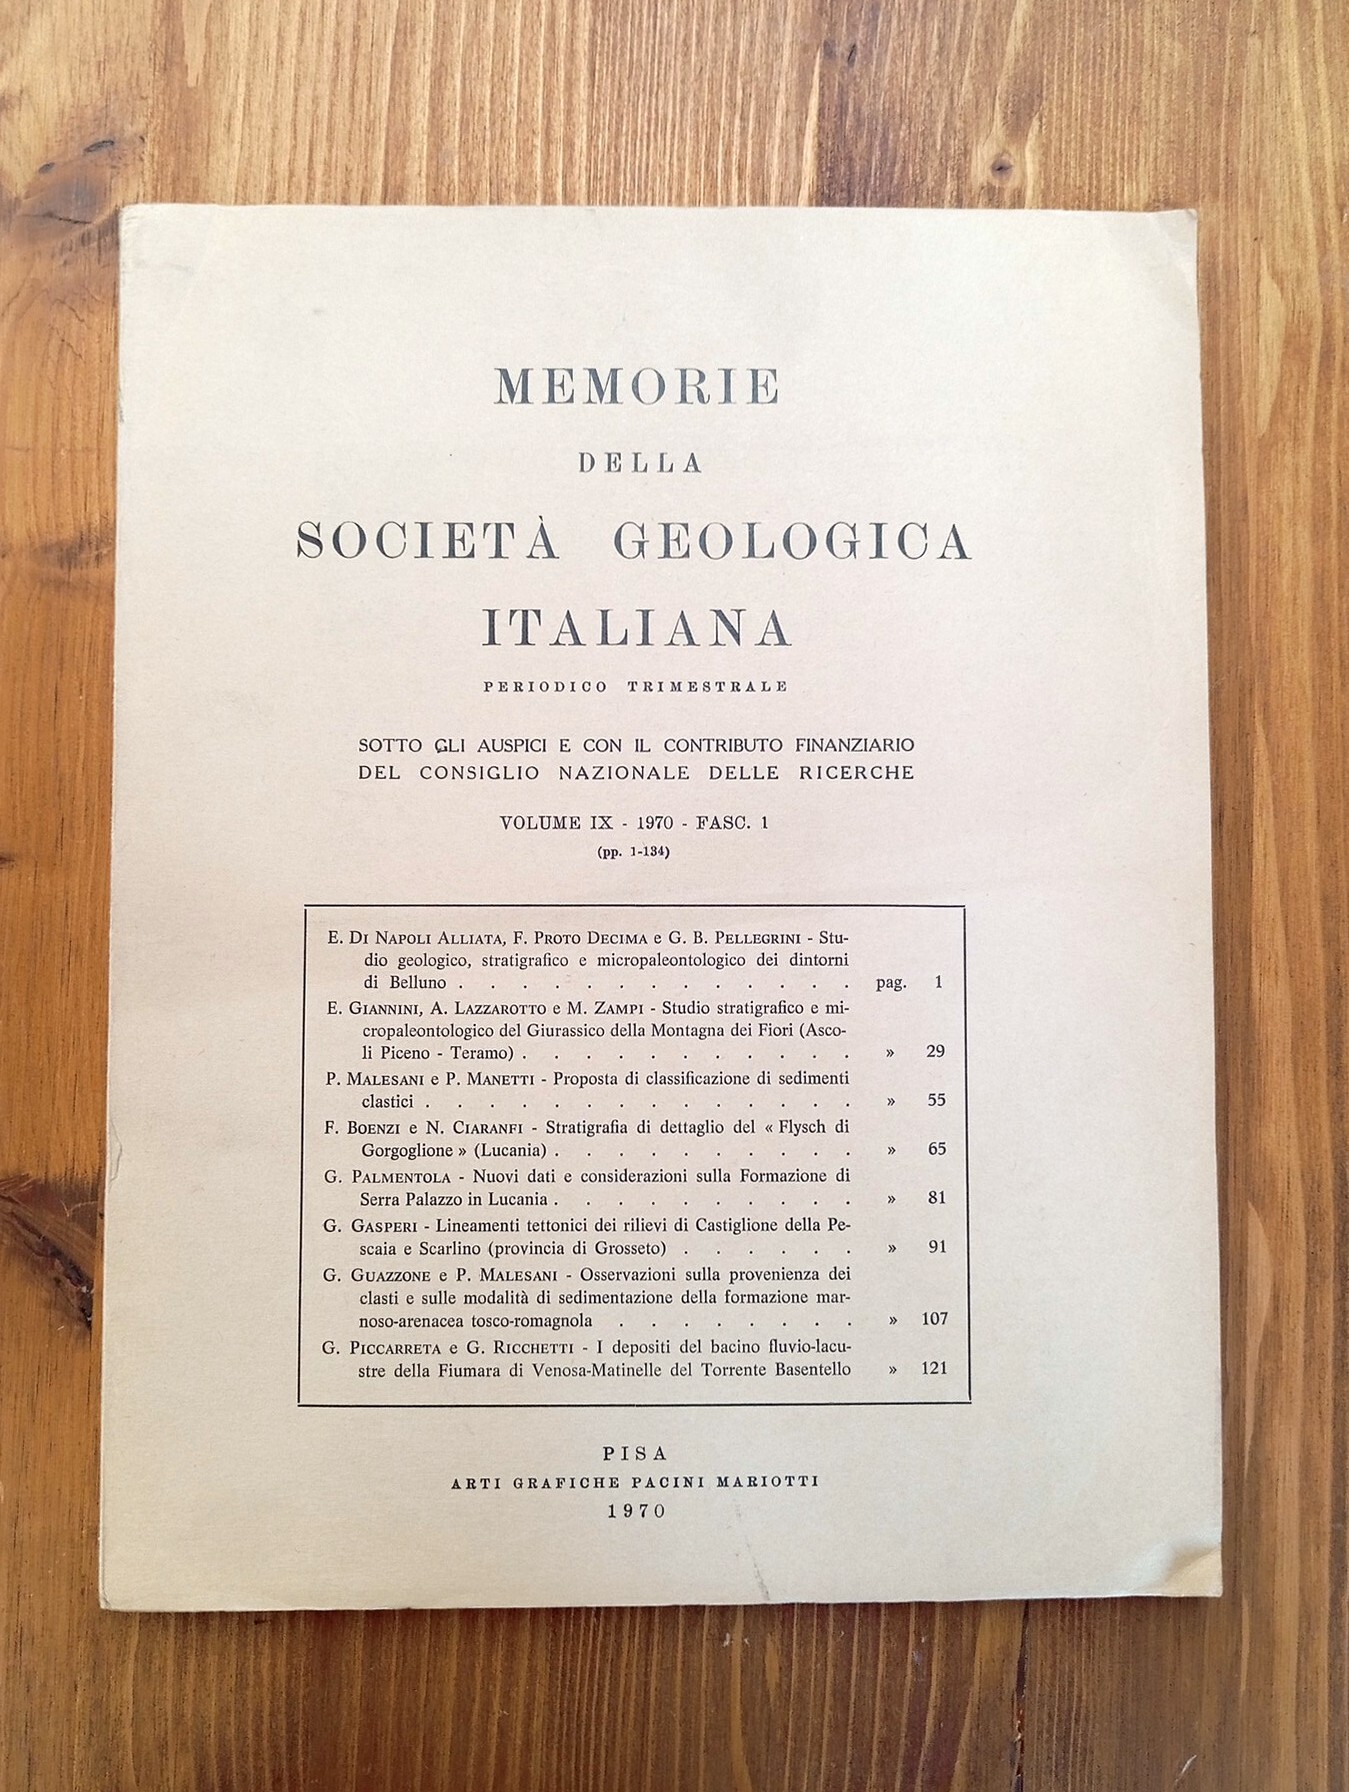 MEMORIE
DELLA
SOCIETÀ GEOLOGICA
ITALIANA
PERIODICO TRIMESTRALE
SOTTO GLI AUSPICI E CON IL CONTRIBUTO FINANZIARIO
DEL CONSIGLIO NAZIONALE DELLE RICERCHE
VOLUME IX - 1970 - FASC. 1
(pp. 1-134)
E. DI NAPOLI ALLIATA, F. PROTO DECIMA e G. B. PELLEGRINI - Stu-
dio geologico, stratigrafico e micropaleontologico dei dintorni
di Belluno . . . . . . . . . . . . . pag. 1
E. GIANNINI, A. LAZZAROTTO e M. ZAMPI - Studio stratigrafico e mi-
cropaleontologico del Giurassico della Montagna dei Fiori (Asco-
li Piceno - Teramo) . . . . . . . . . . . » 29
P. MALESANI e P. MANETTI - Proposta di classificazione di sedimenti
clastici . . . . . . . . . . . . . . » 55
F. BOENZI e N. CIARANFI - Stratigrafia di dettaglio del « Flysch di
Gorgoglione » (Lucania) . . . . . . . . . . » 65
G. PALMENTOLA - Nuovi dati e considerazioni sulla Formazione di
Serra Palazzo in Lucania . . . . . . . . . . » 81
G. GASPERI - Lineamenti tettonici dei rilievi di Castiglione della Pe-
scaia e Scarlino (provincia di Grosseto) . . . . . . » 91
G. GUAZZONE e P. MALESANI - Osservazioni sulla provenienza dei
clasti e sulle modalità di sedimentazione della formazione mar-
noso-arenacea tosco-romagnola . . . . . . . . » 107
G. PICCARRETA e G. RICCHETTI - I depositi del bacino fluvio-lacu-
stre della Fiumara di Venosa-Matinelle del Torrente Basentello » 121
PISA
ARTI GRAFICHE PACINI MARIOTTI
1970